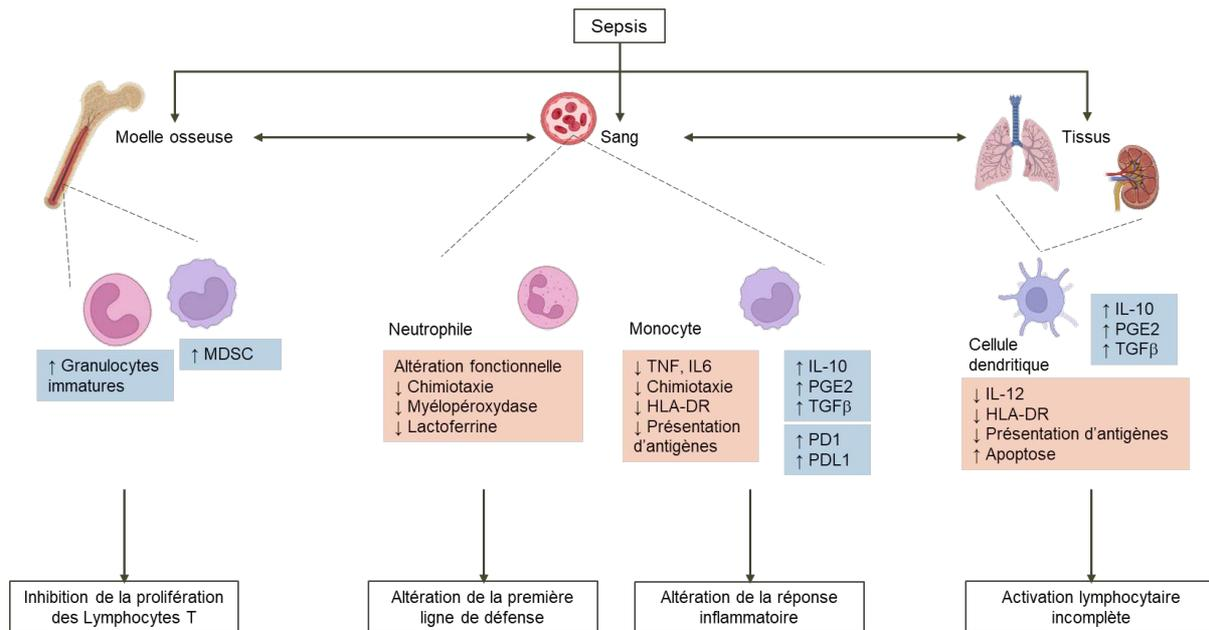 Sepsis
Moelle osseuse
Sang
Tissus
↑ Granulocytes
immatures
↑ MDSC
Neutrophile
Altération fonctionnelle
↓ Chimiotaxie
↓ Myélopéroxydase
↓ Lactoferrine
Monocyte
↓ TNF, IL6
↓ Chimiotaxie
↓ HLA-DR
↓ Présentation
d'antigènes
↑ IL-10
↑ PGE2
↑ TGFβ
↑ PD1
↑ PDL1
Cellule
dendritique
↑ IL-10
↑ PGE2
↑ TGFβ
↓ IL-12
↓ HLA-DR
↓ Présentation d'antigènes
↑ Apoptose
Inhibition de la prolifération
des Lymphocytes T
Altération de la première
ligne de défense
Altération de la réponse
inflammatoire
Activation lymphocytaire
incomplète